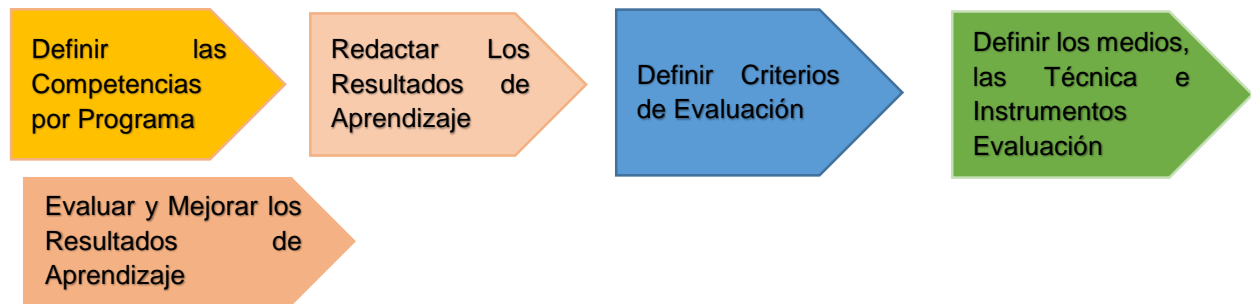 Definir las
Competencias
por Programa
Redactar Los
Resultados de
Aprendizaje
Definir Criterios
de Evaluación
Definir los medios,
las Técnica e
Instrumentos
Evaluación
Evaluar y Mejorar los
Resultados de
Aprendizaje